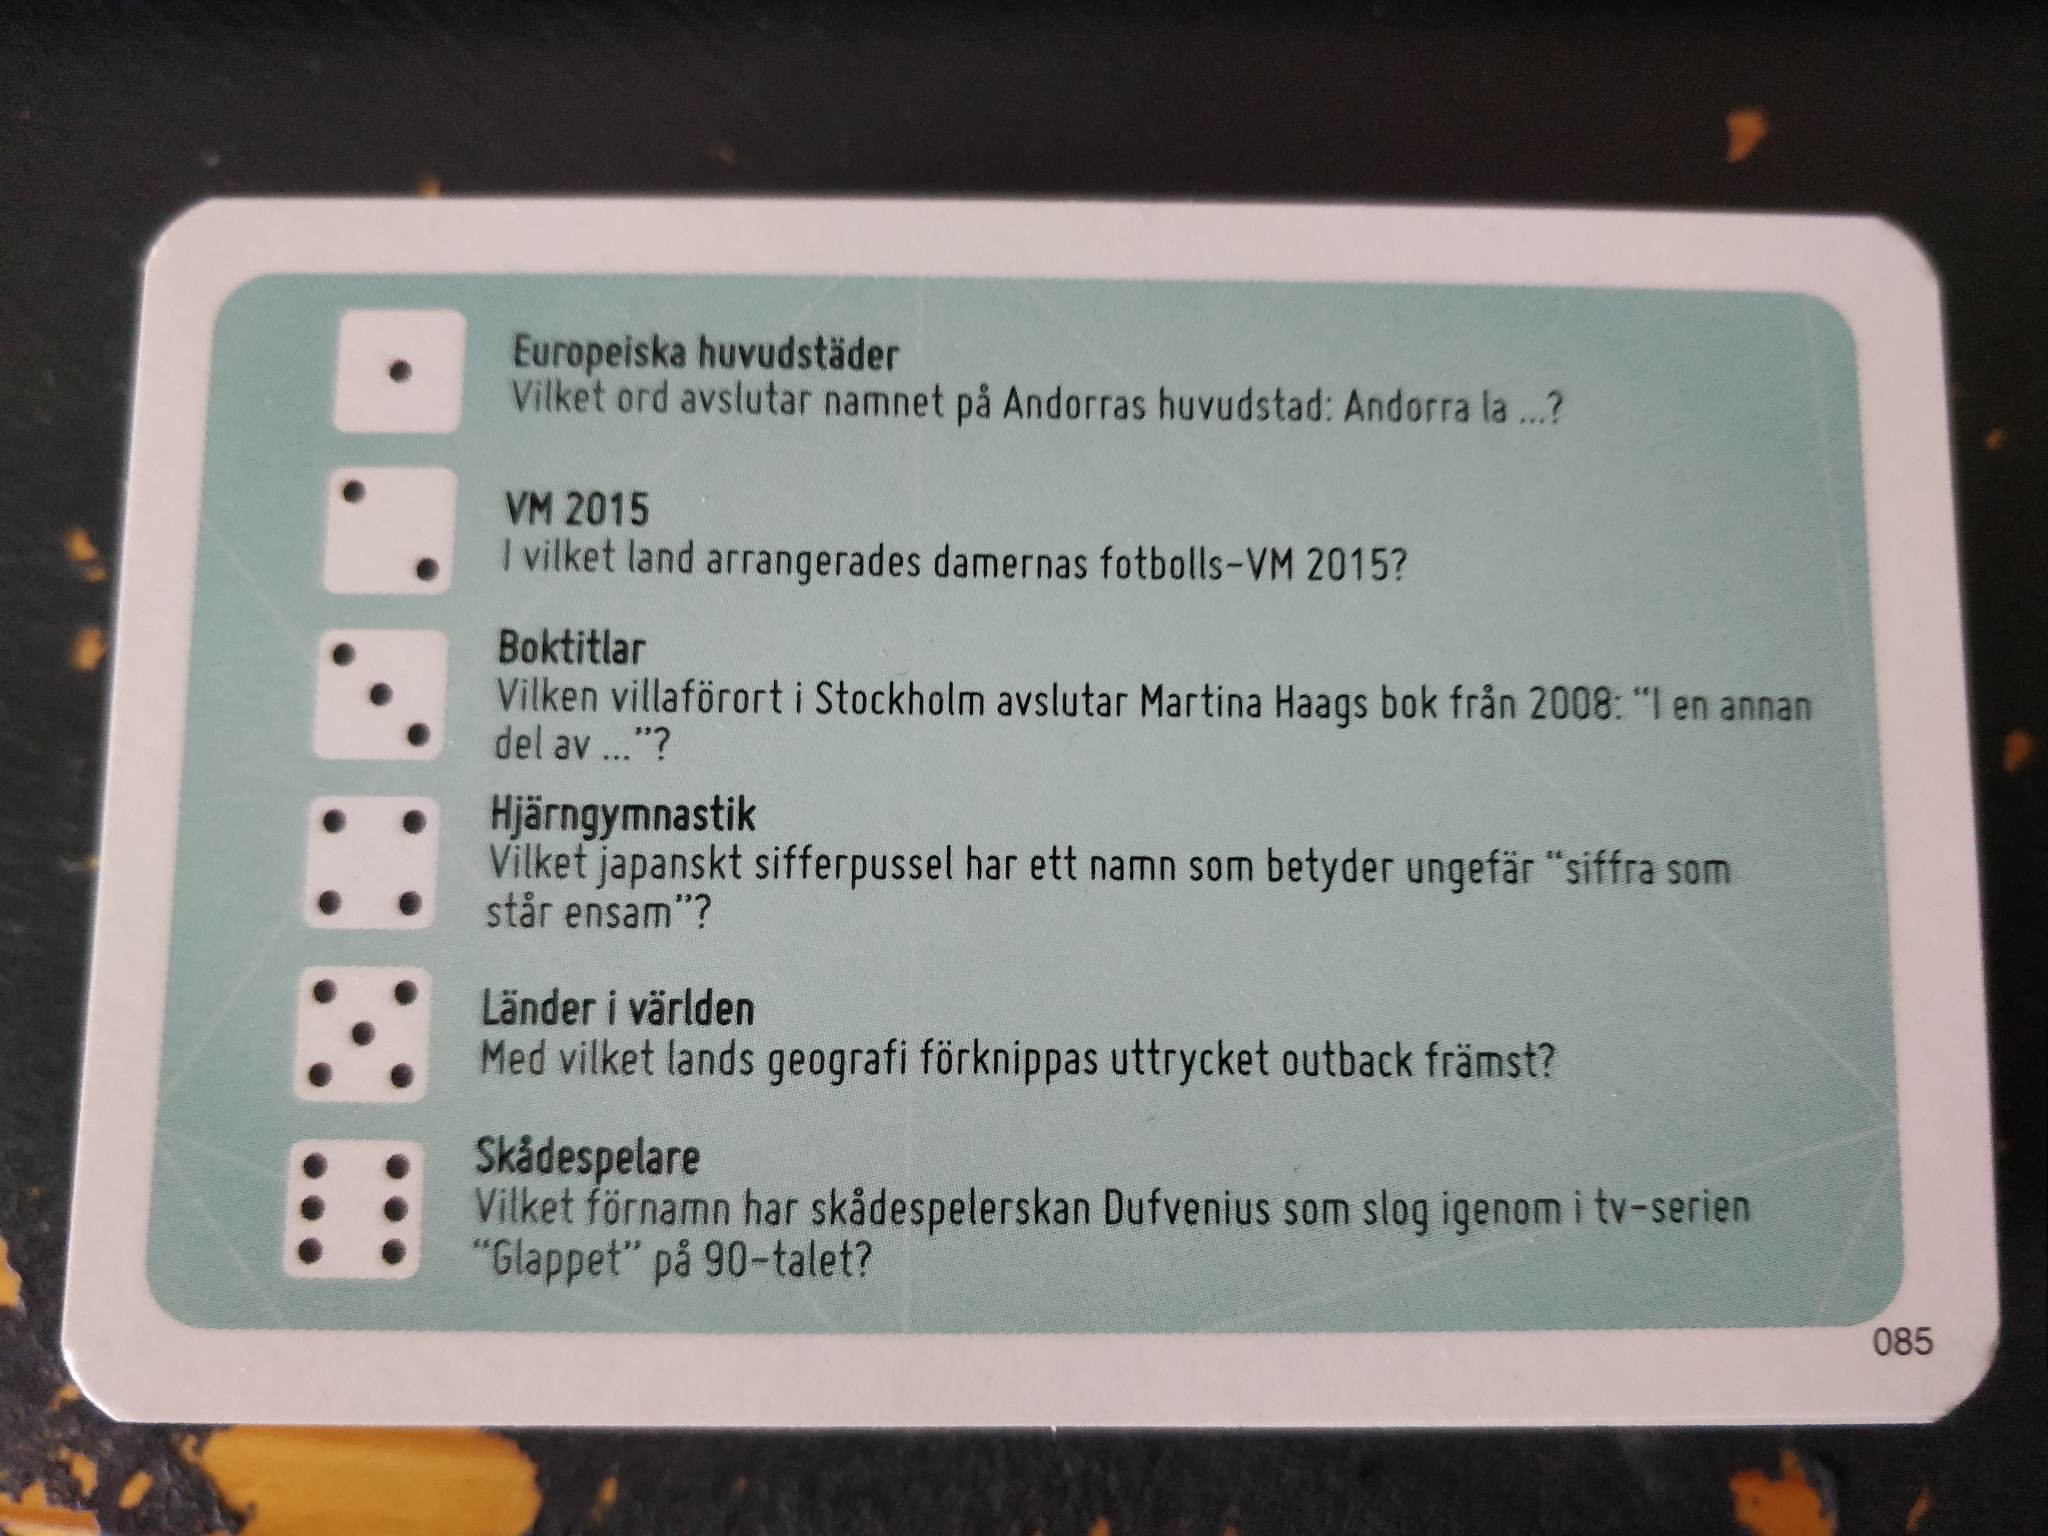 Europeiska huvudstäder
Vilket ord avslutar namnet på Andorras huvudstad: Andorra la ...?
VM 2015
I vilket land arrangerades damernas fotbolls-VM 2015?
Boktitlar
Vilken villaförort i Stockholm avslutar Martina Haags bok från 2008: “I en annan
del av ...”?
Hjärngymnastik
Vilket japanskt sifferpussel har ett namn som betyder ungefär “siffra som
står ensam”?
Länder i världen
Med vilket lands geografi förknippas uttrycket outback främst?
Skådespelare
Vilket förnamn har skådespelerskan Dufvenius som slog igenom i tv-serien
“Glappet” på 90-talet?
085